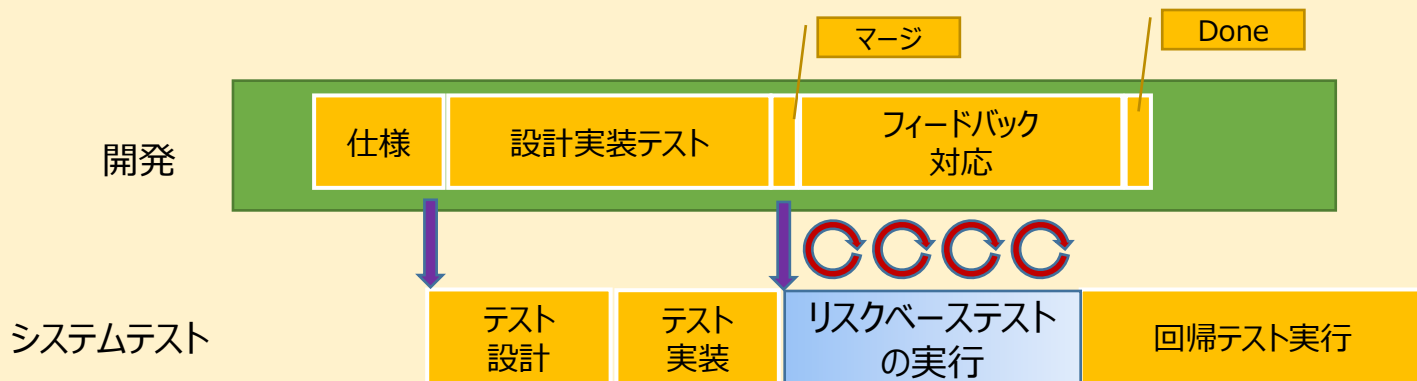 マージ
Done
開発
仕様
設計実装テスト
フィードバック
対応
システムテスト
テスト
設計
テスト
実装
リスクベーステスト
の実行
回帰テスト実行